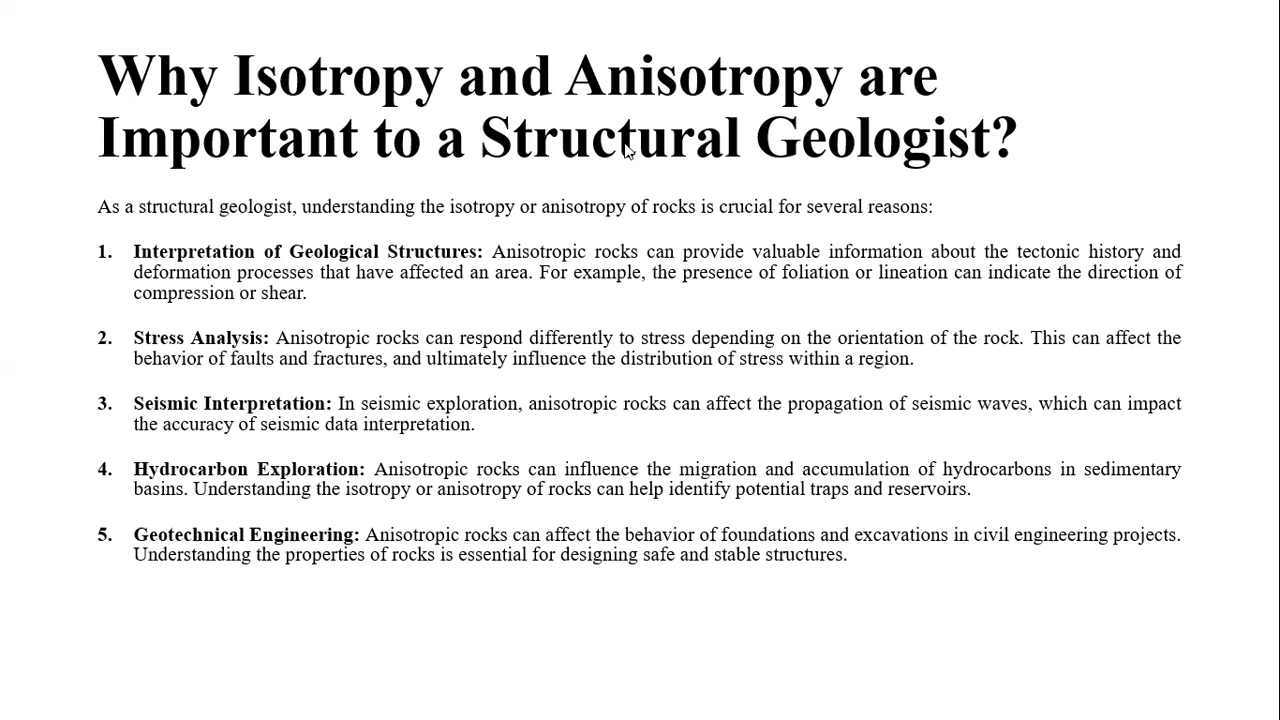 Why Isotropy and Anisotropy are
Important to a Structural Geologist?
As a structural geologist, understanding the isotropy or anisotropy of rocks is crucial for several reasons:
1. Interpretation of Geological Structures: Anisotropic rocks can provide valuable information about the tectonic history and
deformation processes that have affected an area. For example, the presence of foliation or lineation can indicate the direction of
compression or shear.
2. Stress Analysis: Anisotropic rocks can respond differently to stress depending on the orientation of the rock. This can affect the
behavior of faults and fractures, and ultimately influence the distribution of stress within a region.
3. Seismic Interpretation: In seismic exploration, anisotropic rocks can affect the propagation of seismic waves, which can impact
the accuracy of seismic data interpretation.
4. Hydrocarbon Exploration: Anisotropic rocks can influence the migration and accumulation of hydrocarbons in sedimentary
basins. Understanding the isotropy or anisotropy of rocks can help identify potential traps and reservoirs.
5. Geotechnical Engineering: Anisotropic rocks can affect the behavior of foundations and excavations in civil engineering projects.
Understanding the properties of rocks is essential for designing safe and stable structures.